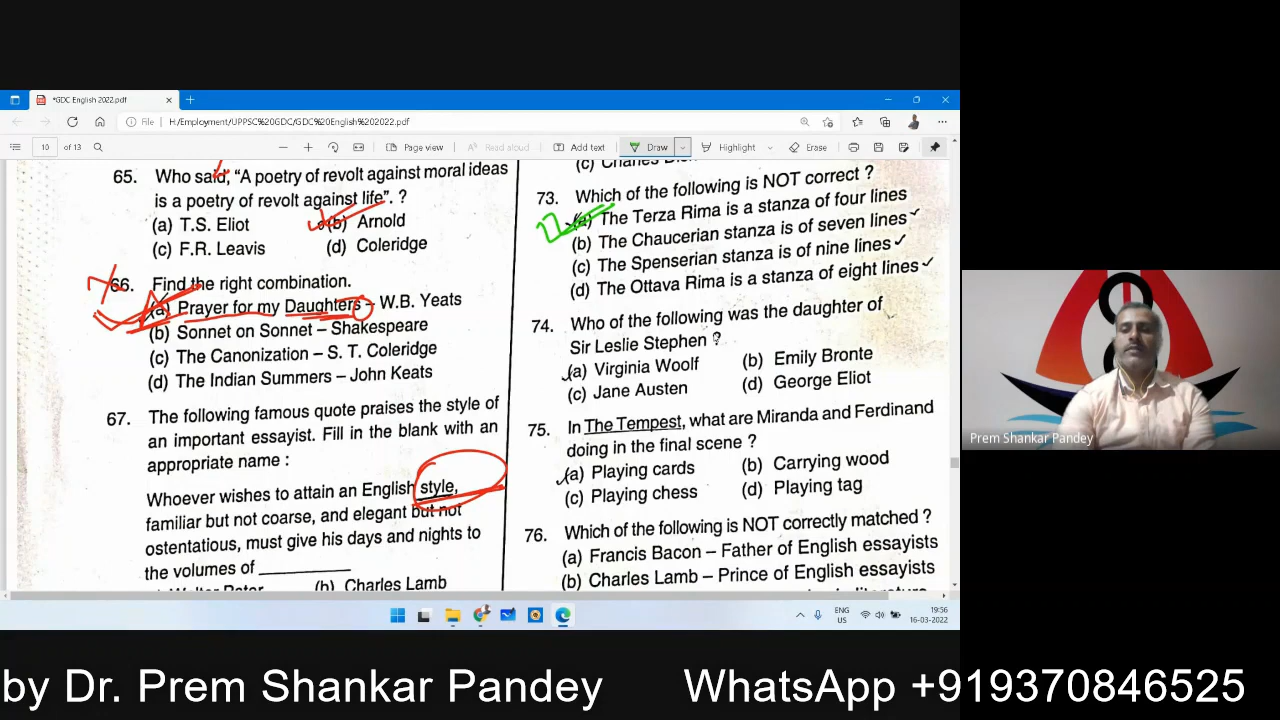 *GDC English 2022.pdf
File
H:/Employment/UPPSC%20GDC/GDC%20English%202022.pdf
10 of 13
Page view
Read aloud
Add text
Draw
Highlight
Erase
65. Who said, "A poetry of revolt against moral ideas
is a poetry of revolt against life". ?
(a) T.S. Eliot (b) Arnold
(c) F.R. Leavis (d) Coleridge
66. Find the right combination.
(a) Prayer for my Daughters – W.B. Yeats
(b) Sonnet on Sonnet – Shakespeare
(c) The Canonization – S. T. Coleridge
(d) The Indian Summers – John Keats
67. The following famous quote praises the style of
an important essayist. Fill in the blank with an
appropriate name :
Whoever wishes to attain an English style,
familiar but not coarse, and elegant but not
ostentatious, must give his days and nights to
the volumes of ____________
(b) Charles Lamb
73. Which of the following is NOT correct ?
(a) The Terza Rima is a stanza of four lines
(b) The Chaucerian stanza is of seven lines
(c) The Spenserian stanza is of nine lines
(d) The Ottava Rima is a stanza of eight lines
74. Who of the following was the daughter of
Sir Leslie Stephen ?
(a) Virginia Woolf (b) Emily Bronte
(c) Jane Austen (d) George Eliot
75. In The Tempest, what are Miranda and Ferdinand
doing in the final scene ?
(a) Playing cards (b) Carrying wood
(c) Playing chess (d) Playing tag
76. Which of the following is NOT correctly matched ?
(a) Francis Bacon – Father of English essayists
(b) Charles Lamb – Prince of English essayists
ENG
US
19:56
16-03-2022
Prem Shankar Pandey
by Dr. Prem Shankar Pandey WhatsApp +919370846525